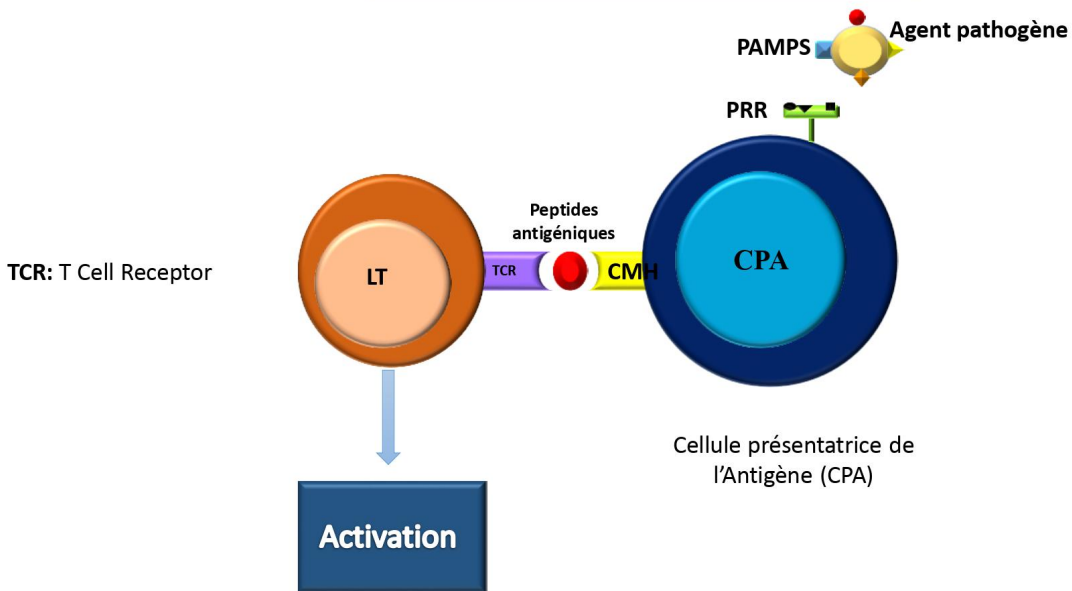 Agent pathogène
PAMPS
PRR
Peptides
antigéniques
TCR: T Cell Receptor
LT
TCR
CMH
CPA
Cellule présentatrice de
l’Antigène (CPA)
Activation